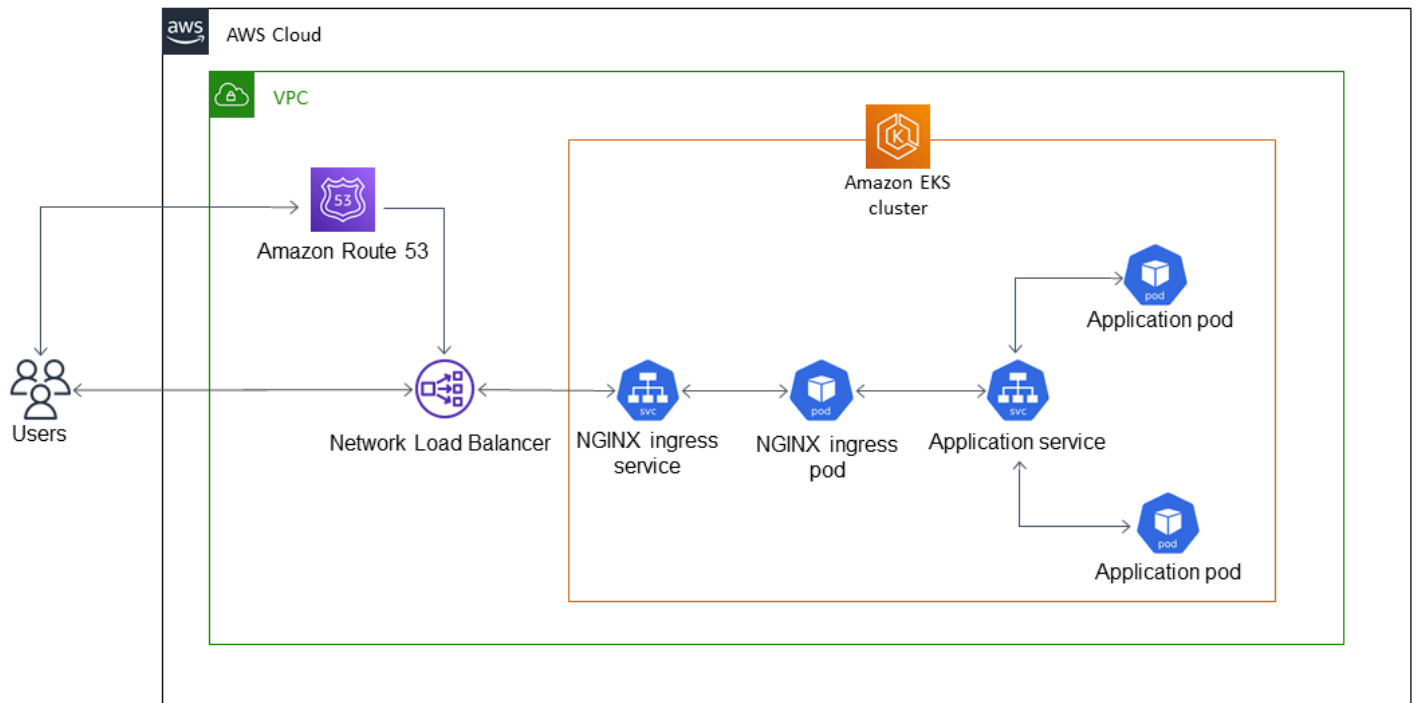 aws
AWS Cloud
VPC
K
Amazon EKS
cluster
53
Amazon Route 53
pod
Application pod
Users
Network Load Balancer
svc
NGINX ingress
service
pod
NGINX ingress
pod
svc
Application service
pod
Application pod